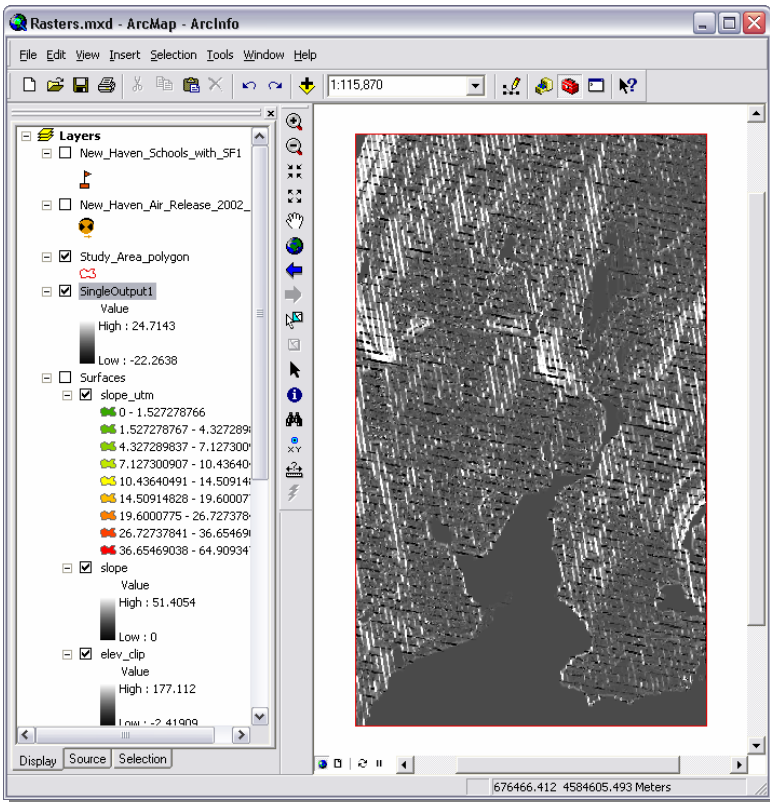 Rasters.mxd - ArcMap - ArcInfo
File Edit View Insert Selection Tools Window Help
1:115,870
Layers
New_Haven_Schools_with_SF1
New_Haven_Air_Release_2002_
Study_Area_polygon
SingleOutput1
Value
High : 24.7143
Low : -22.2638
Surfaces
slope_utm
0 - 1.527278766
1.527278767 - 4.327289
4.327289837 - 7.127300
7.127300907 - 10.43640
10.43640491 - 14.50914
14.50914828 - 19.60007
19.6000775 - 26.727378
26.72737841 - 36.65469
36.65469038 - 64.90934
slope
Value
High : 51.4054
Low : 0
elev_clip
Value
High : 177.112
Low : -2.41909
XY
Display Source Selection
676466.412 4584605.493 Meters